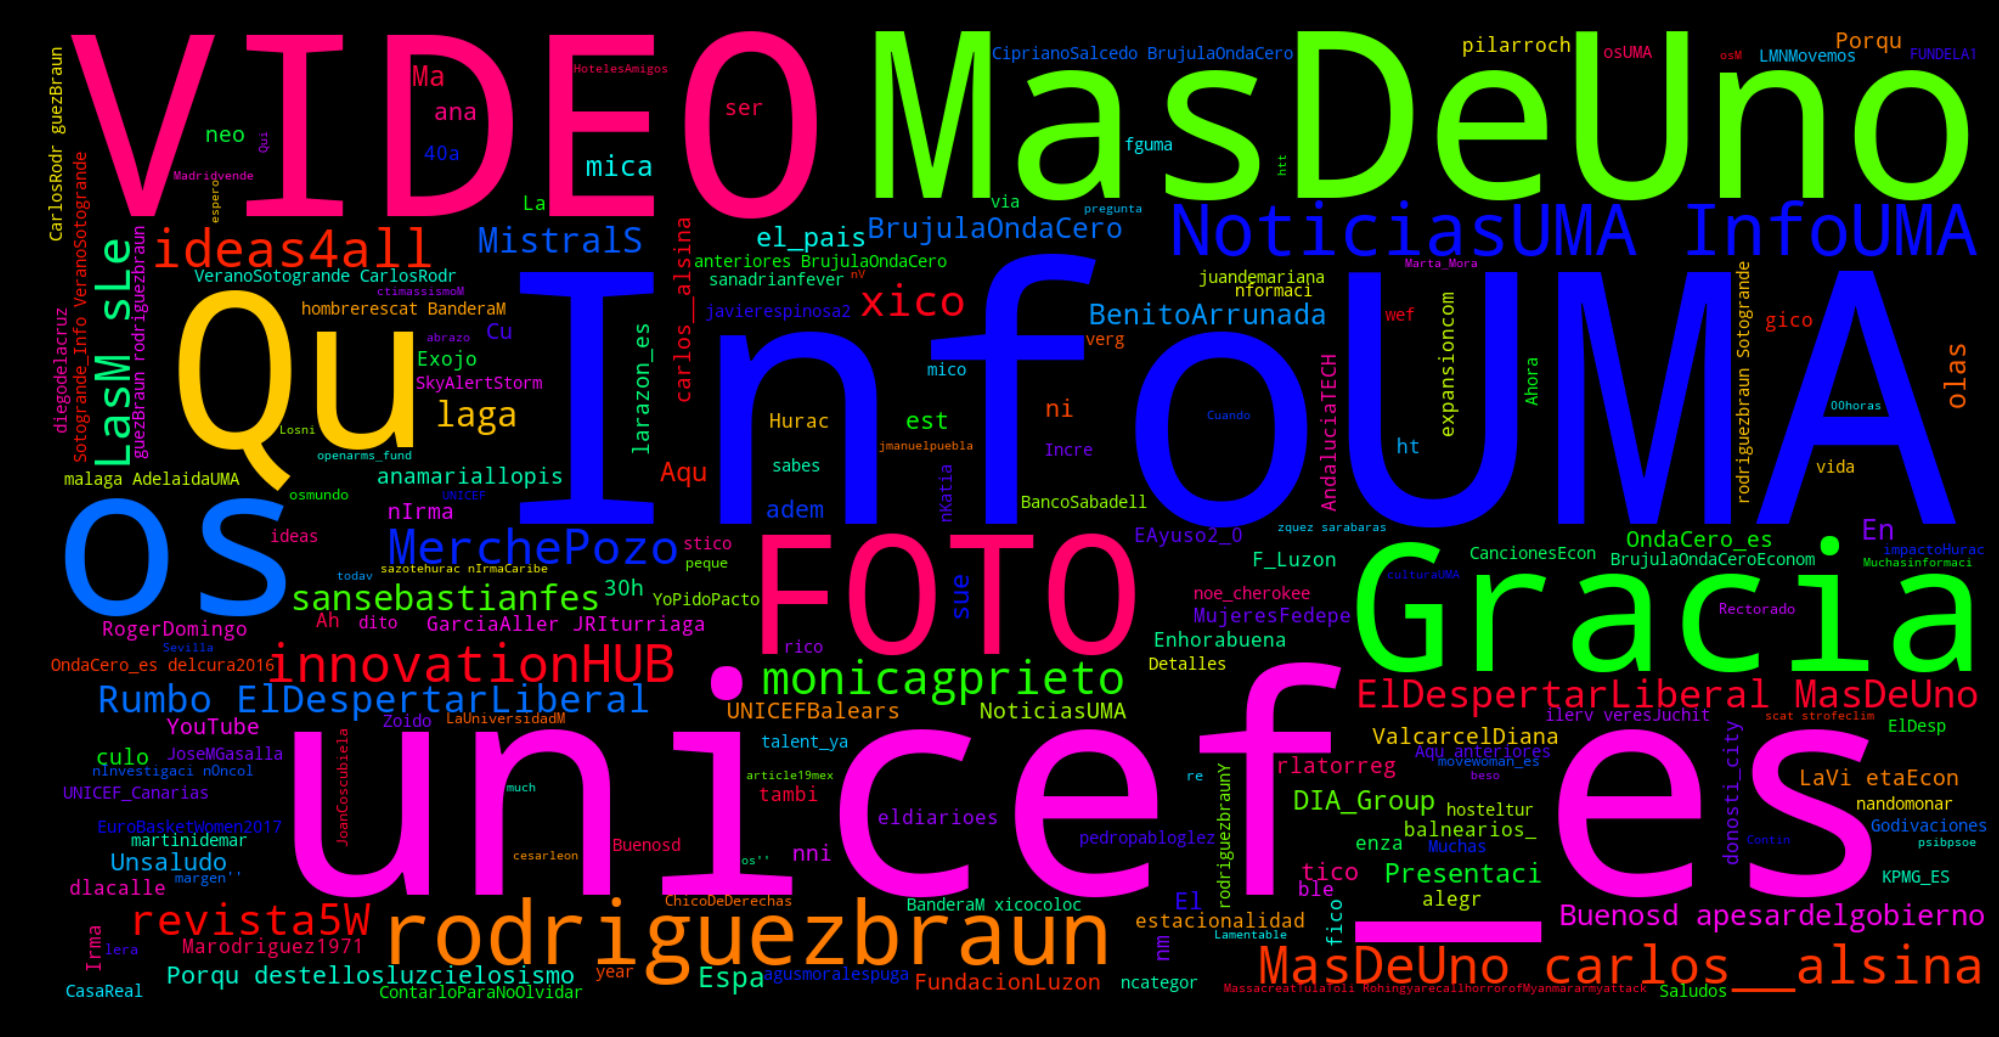 VIDEO
MasDeUno
CarlosRodr guezBraun
Ma
HotelesAmigos
ana
ser
CiprianoSalcedo BrujulaOndaCero
pilarroch
osUMA
osM
LMNMovemos
Porqu
FUNDELA1
neo
Qui
40a
mica
fguma
htt
Madridvende
espero
La
via
pregunta
NoticiasUMA InfoUMA
Sotogrande_Info VeranoSotogrande
LasM sLe
guezBraun rodriguezbraun
ideas4all
MistralS
carlos_alsina
el_pais
BrujulaOndaCero
VeranoSotogrande CarlosRodr
anteriores BrujulaOndaCero
sanadrianfever
nV
juandemariana
nformaci
Marta_Mora
ctimassismoM
hombrerescat BanderaM
javierespinosa2
xico
BenitoArrunada
wef
expansioncom
rodriguezbraun Sotogrande
gico
diegodelacruz
Qu
InfoUMA
abrazo
Cu
larazon_es
verg
Exojo
SkyAlertStorm
mico
AndaluciaTECH
Ahora
olas
laga
Losni
Hurac
est
ni
Cuando
00horas
openarms_fund
jmanuelpuebla
Incre
ht
malaga AdelaidaUMA
anamariallopis
Aqu
sabes
vida
osmundo
UNICEF
nKatia
BancoSabadell
os
nIrma
adem
zquez sarabaras
ideas
MerchePozo
stico
FOTO
EAyuso2_0
OndaCero_es
En
peque
F_Luzon
CancionesEcon
BrujulaOndaCeroEconom
impactoHurac
Muchasinformaci
todav
sazotehurac nIrmaCaribe
culturaUMA
Gracia
sansebastianfes
30h
YoPidoPacto
sue
noe_cherokee
Rectorado
RogerDomingo
Ah
dito
GarciaAller JRIturriaga
MujeresFedepe
Sevilla
rico
Enhorabuena
OndaCero_es delcura2016
innovationHUB
monicagprieto
Detalles
Rumbo ElDespertarLiberal
ElDespertarLiberal MasDeUno
YouTube
Zoido
LaUniversidadM
UNICEFBalears
NoticiasUMA
ilerv veresJuchit
scat strofeclim
ElDesp
culo
JoseMGasalla
JoanCoscubiela
talent_ya
ValcarcelDiana
Aqu anteriores
donosti_city
nInvestigaci nOncol
unicef_es
article19mex
re
rlatorreg
movewoman_es
beso
LaVi etaEcon
UNICEF_Canarias
much
tambi
rodriguezbraunY
DIA_Group
hosteltur
nandomonar
EuroBasketWomen2017
eldiarioes
pedropabloglez
balnearios_
Godivaciones
martinidemar
Buenosd
enza
Muchas
Contin
psibpsoe
Unsaludo
cesarleon
os''
nni
margen''
tico
Presentaci
KPMG_ES
dlacalle
ble
alegr
ChicoDeDerechas
BanderaM xicocoloc
El
revista5W
rodriguezbraun
estacionalidad
fico
Buenosd apesardelgobierno
Irma
Iera
Marodriguez1971
Lamentable
nm
MasDeUno carlos__alsina
Porqu destellosluzcielosismo
year
Espa
agusmoralespuga
FundacionLuzon
ncategor
CasaReal
ContarloParaNoOlvidar
MassacreatTulaToli RohingyarecallhorrorofMyanmararmyattack
Saludos